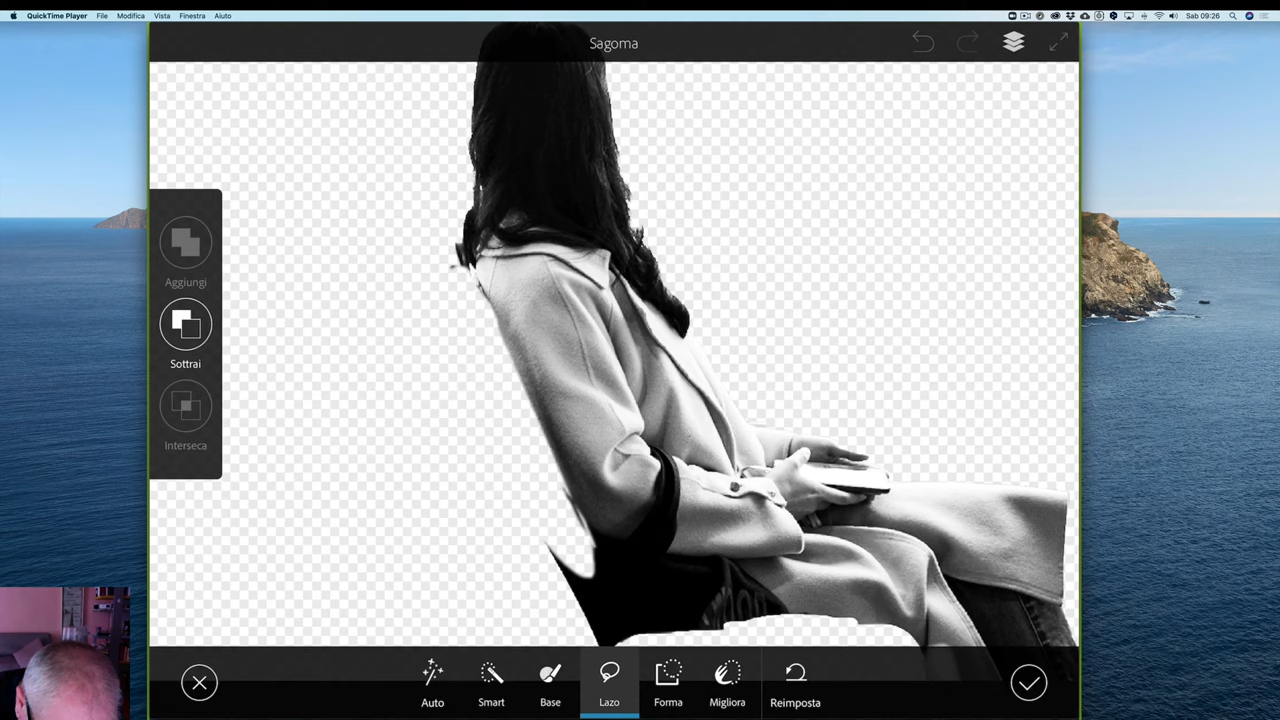 QuickTime Player File Modifica Vista Finestra Aiuto
Sab 09:26
Sagoma
Aggiungi
Sottrai
Interseca
Auto
Smart
Base
Lazo
Forma
Migliora
Reimposta